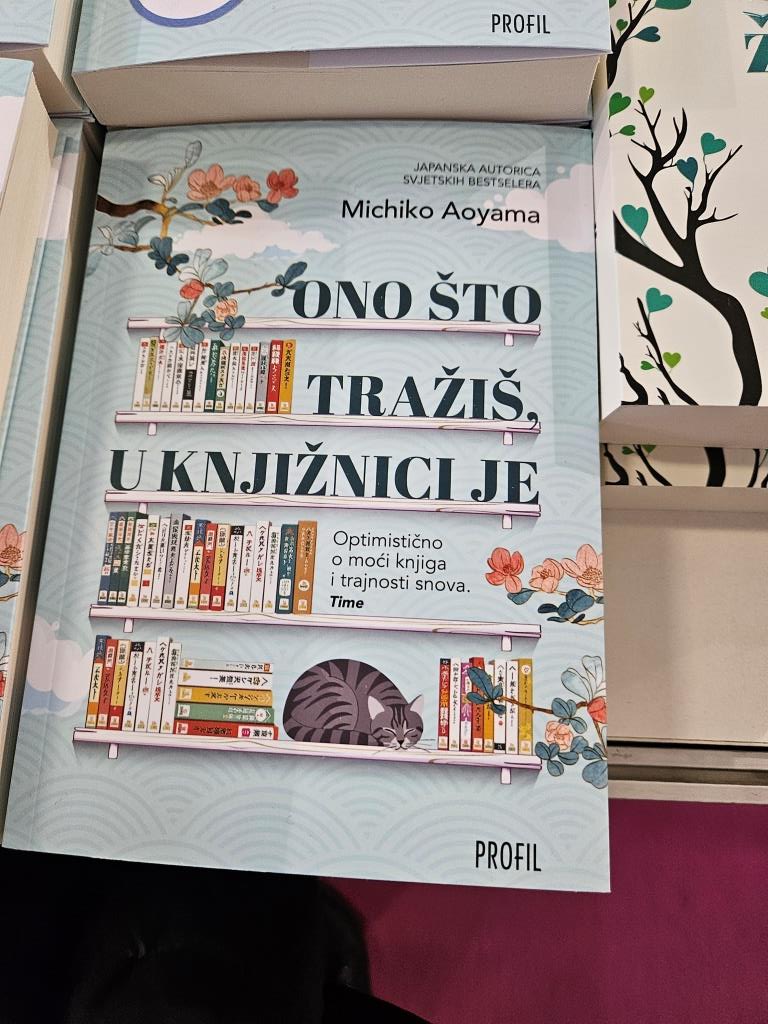 PROFIL
JAPANSKA AUTORICA
SVJETSKIH BESTSELERA
Michiko Aoyama
ONO ŠTO
TRAŽIŠ,
U KNJIŽNICI JE
Optimistično
o moći knjiga
i trajnosti snova.
Time
PROFIL